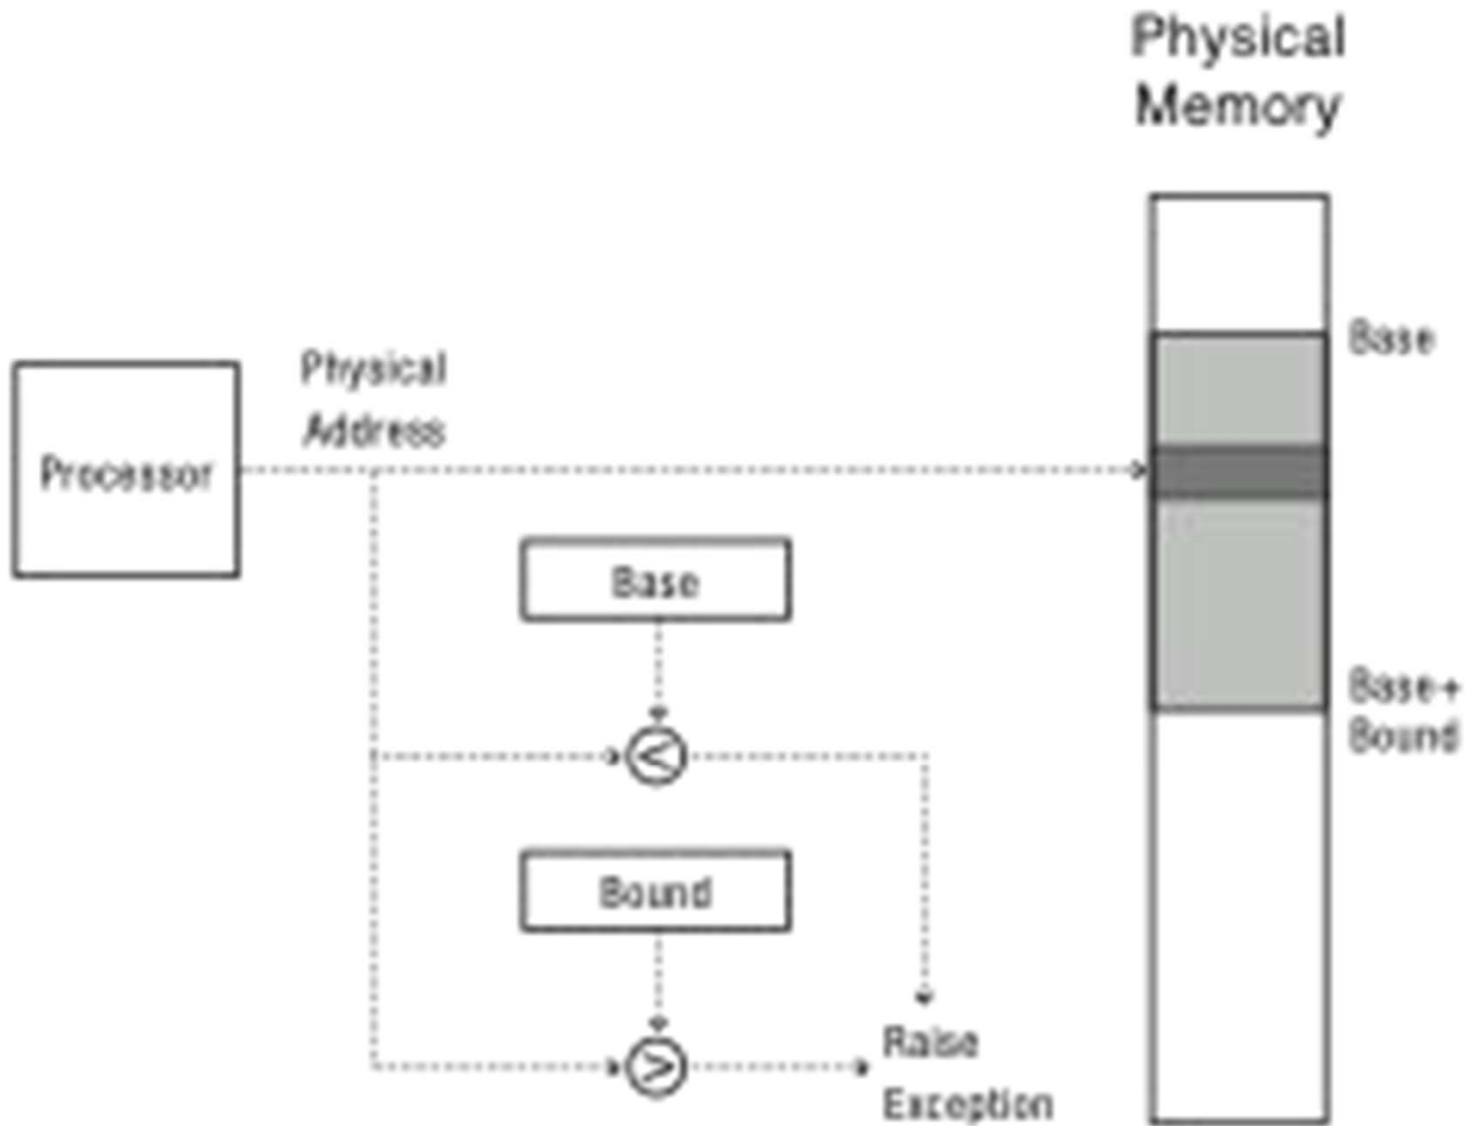 Physical
Memory
Base
Physical
Address
Processor
Base
Base+
Bound
<
Bound
Raise
>
Exception